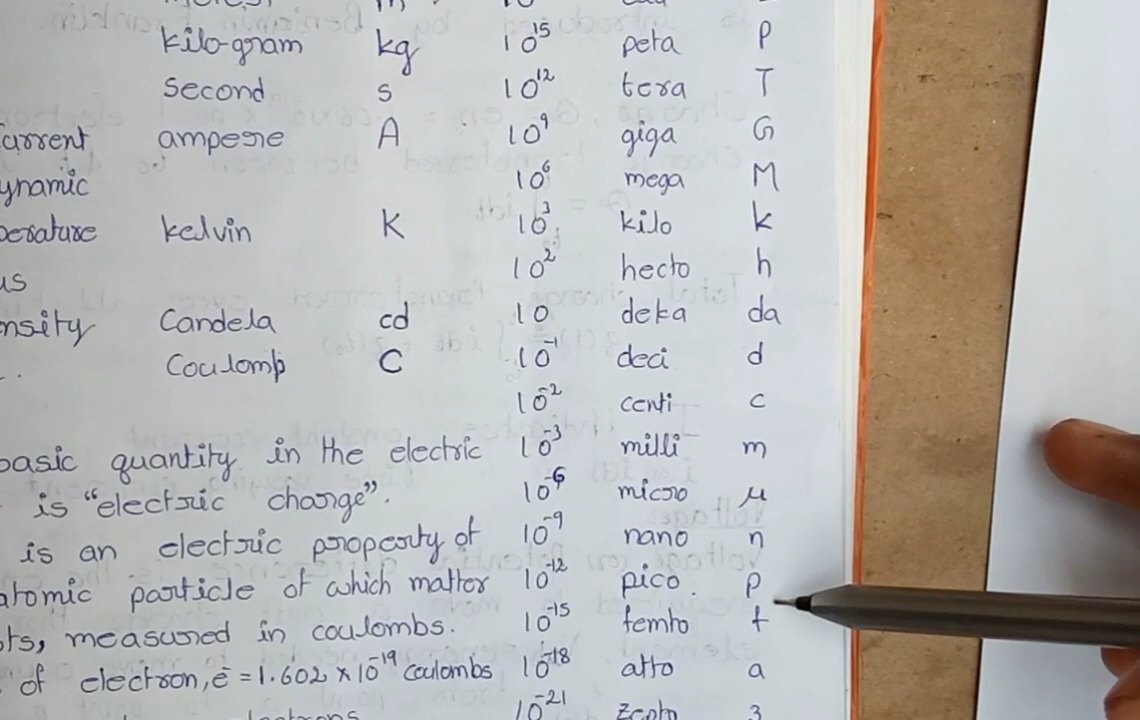 kilo-gram kg 10^15 peta P
Second s 10^12 tera T
current ampere A 10^9 giga G
ynamic 10^6 mega M
perature kelvin K 10^3 kilo k
us 10^2 hecto h
nsity Candela cd 10 deka da
Coulomb C 10^-1 deci d
10^-2 centi c
basic quantity in the electric 10^-3 milli m
is "electric charge". 10^-6 micro μ
is an electric property of 10^-9 nano n
atomic particle of which matter 10^-12 pico p
ts, measured in coulombs. 10^-15 femto f
of electron, e = 1.602 × 10^-19 coulombs 10^-18 atto a
10^-21 zepto z